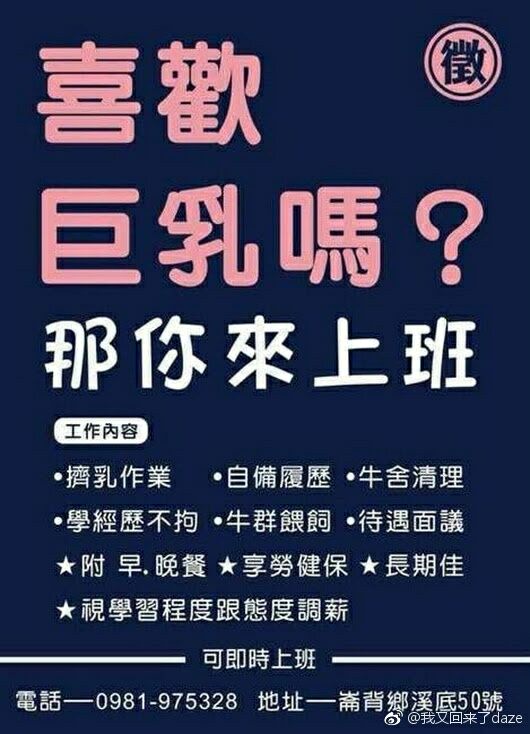 徵
喜歡
巨乳嗎？
那你來上班
工作內容
•擠乳作業 •自備履歷 •牛舍清理
•學經歷不拘 •牛群餵飼 •待遇面議
★附 早.晚餐 ★享勞健保 ★長期佳
★視學習程度跟態度調薪
可即時上班
電話—0981-975328 地址—崙背鄉溪底50號
@我又回来了daze